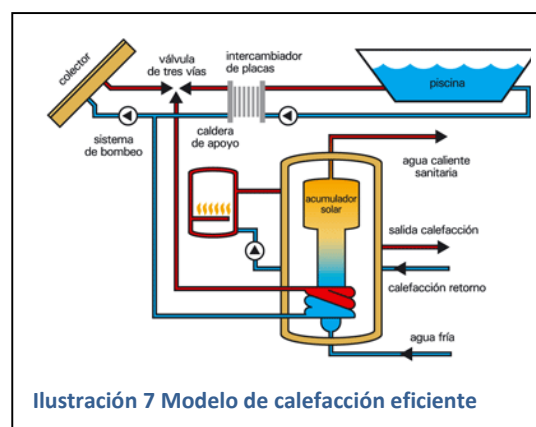 colector
válvula
de tres vías
intercambiador
de placas
piscina
sistema
de bombeo
caldera
de apoyo
agua caliente
sanitaria
acumulador
solar
salida calefacción
calefacción retorno
agua fría
Ilustración 7 Modelo de calefacción eficiente